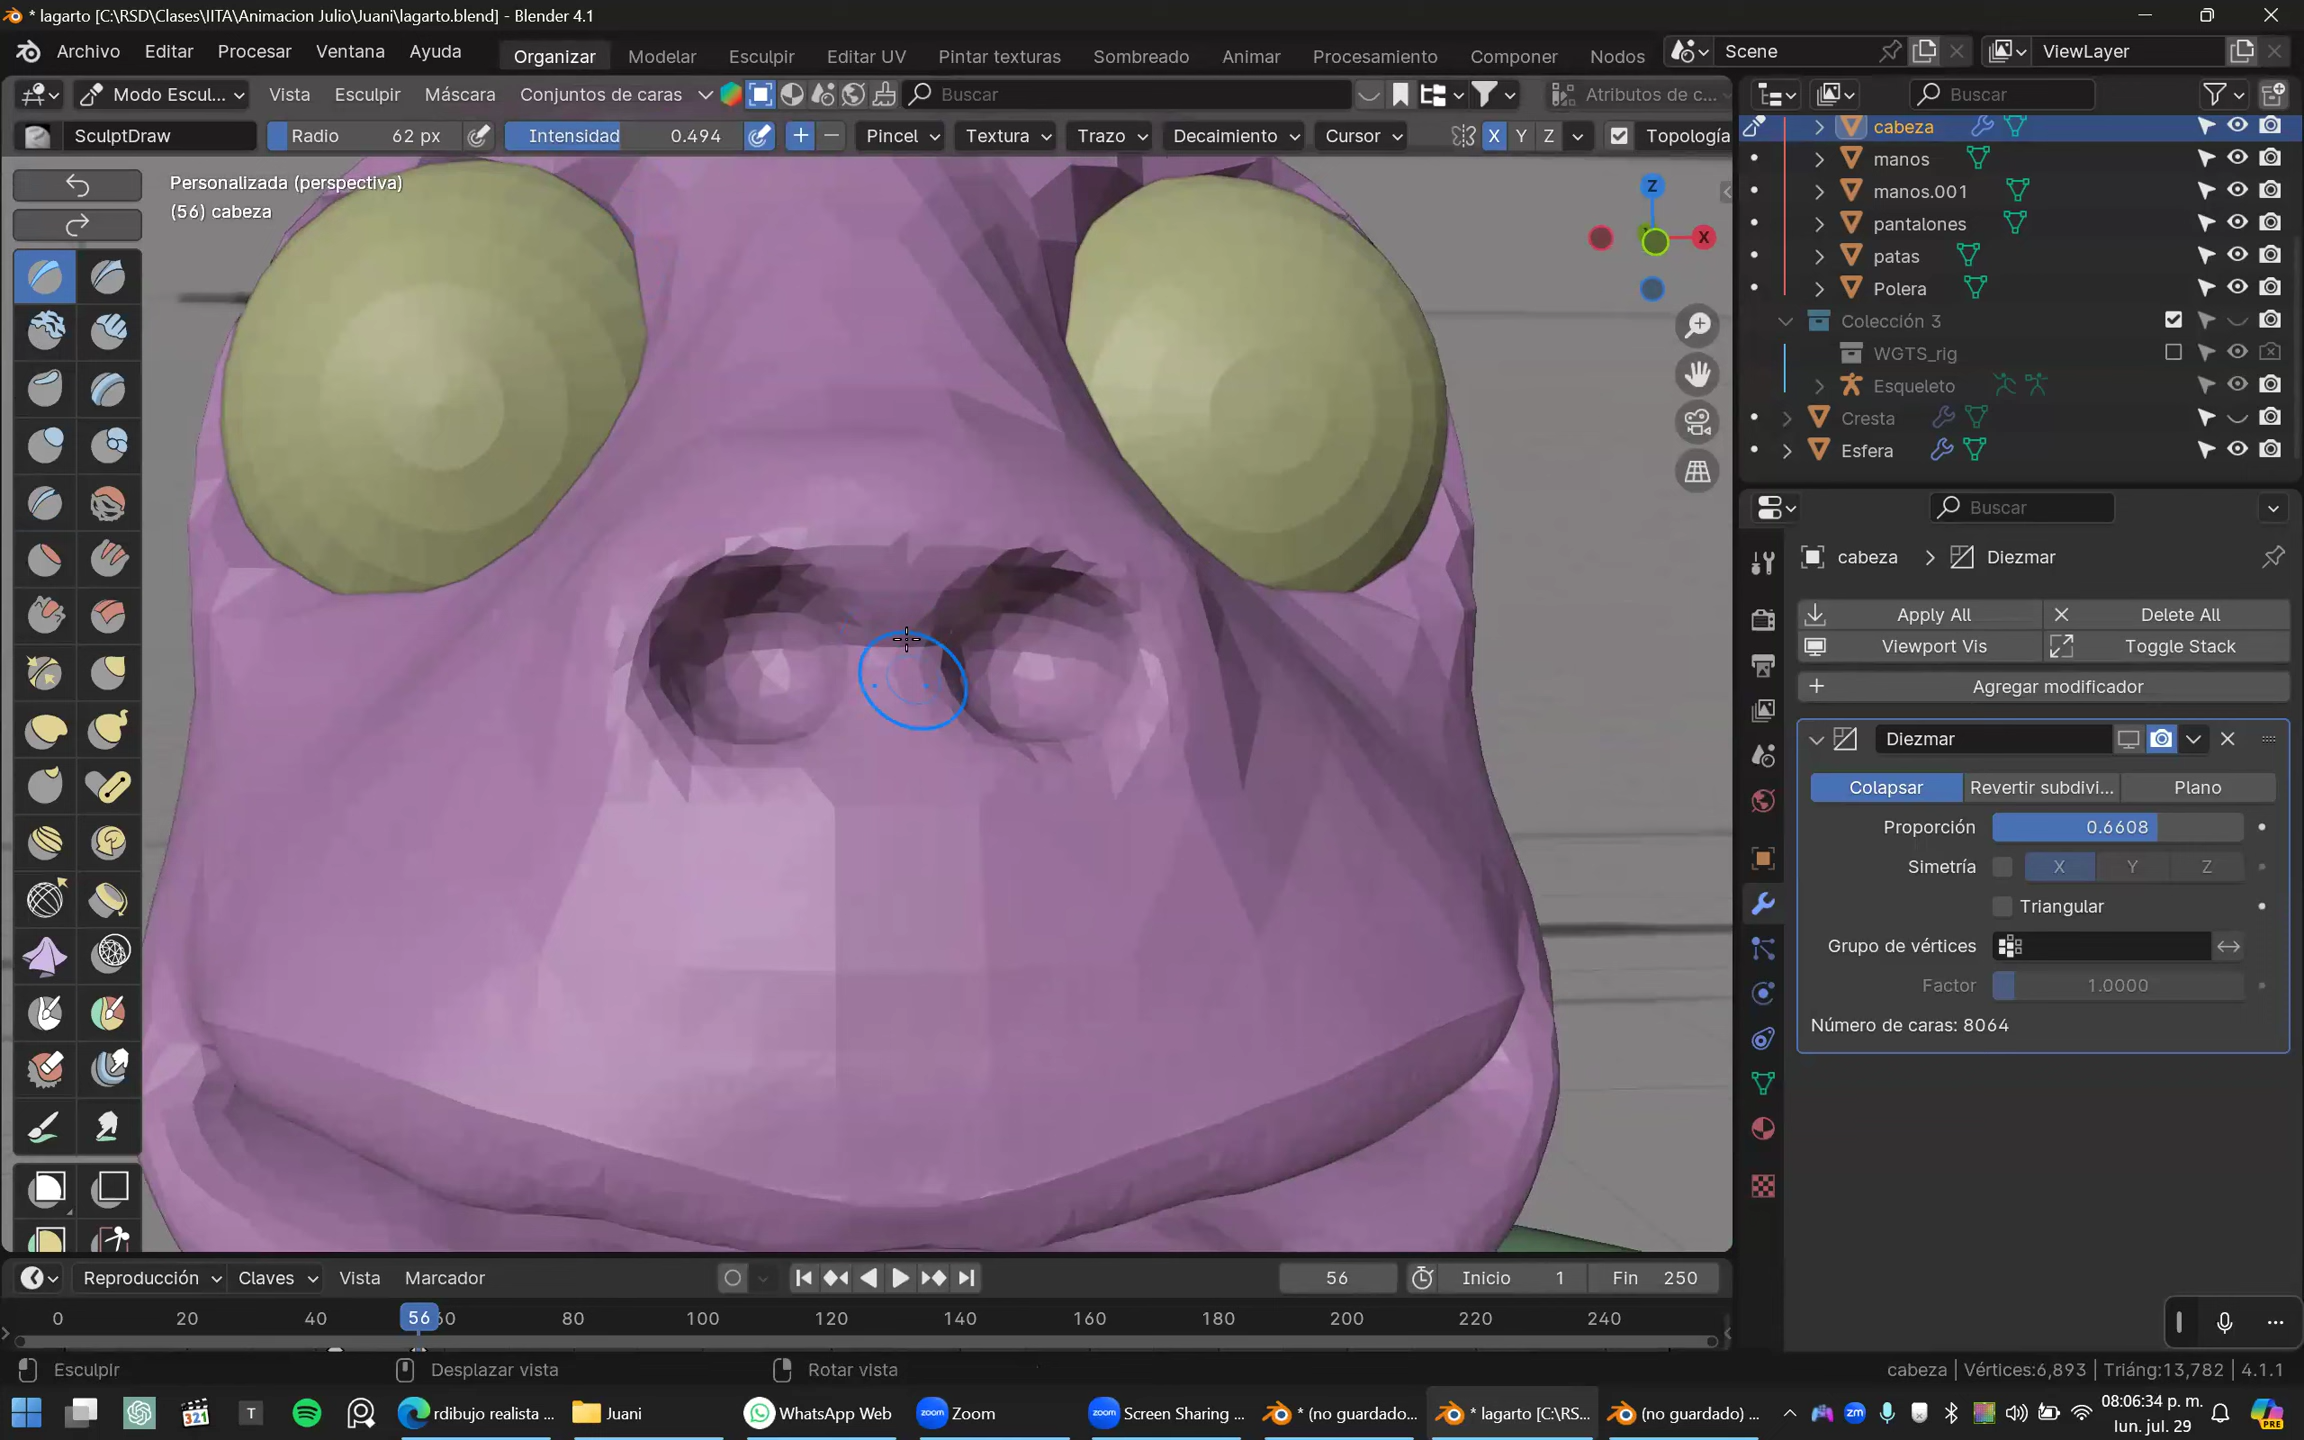 * lagarto [C:\RSD\Clases\IITA\Animacion Julio\Juani\lagarto.blend] - Blender 4.1
Archivo Editar Procesar Ventana Ayuda Organizar Modelar Esculpir Editar UV Pintar texturas Sombreado Animar Procesamiento Componer Nodos Scene ViewLayer
Modo Escul... Vista Esculpir Máscara Conjuntos de caras Buscar Atributos de c... Buscar
SculptDraw Radio 62 px Intensidad 0.494 Pincel Textura Trazo Decaimiento Cursor X Y Z Topología
Personalizada (perspectiva)
(56) cabeza
Z
X
cabeza
manos
manos.001
pantalones
patas
Polera
Colección 3
WGTS_rig
Esqueleto
Cresta
Esfera
Buscar
cabeza > Diezmar
Apply All Delete All
Viewport Vis Toggle Stack
Agregar modificador
Diezmar
Colapsar Revertir subdivi... Plano
Proporción 0.6608
Simetría X Y Z
Triangular
Grupo de vértices
Factor 1.0000
Número de caras: 8064
Reproducción Claves Vista Marcador 56 Inicio 1 Fin 250
0 20 40 56 60 80 100 120 140 160 180 200 220 240
Esculpir Desplazar vista Rotar vista cabeza | Vértices:6,893 | Triáng:13,782 | 4.1.1
321 T rdibujo realista ... Juani WhatsApp Web zoom Zoom zoom Screen Sharing ... * (no guardado... * lagarto [C:\RS... (no guardado) ... zm 08:06:34 p. m. PRE
lun. jul. 29